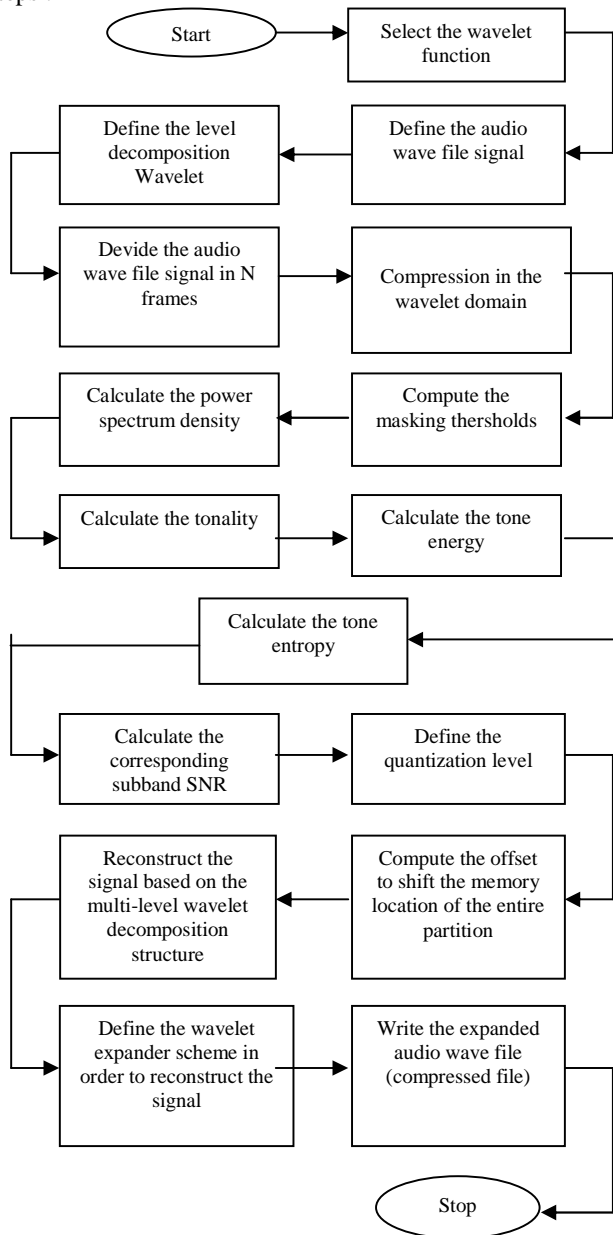 Start
Select the wavelet
function
Define the audio
wave file signal
Define the level
decomposition
Wavelet
Devide the audio
wave file signal in N
frames
Compression in the
wavelet domain
Compute the
masking thersholds
Calculate the power
spectrum density
Calculate the tonality
Calculate the tone
energy
Calculate the tone
entropy
Calculate the
corresponding
subband SNR
Define the
quantization level
Compute the offset
to shift the memory
location of the entire
partition
Reconstruct the
signal based on the
multi-level wavelet
decomposition
structure
Define the wavelet
expander scheme in
order to reconstruct the
signal
Write the expanded
audio wave file
(compressed file)
Stop